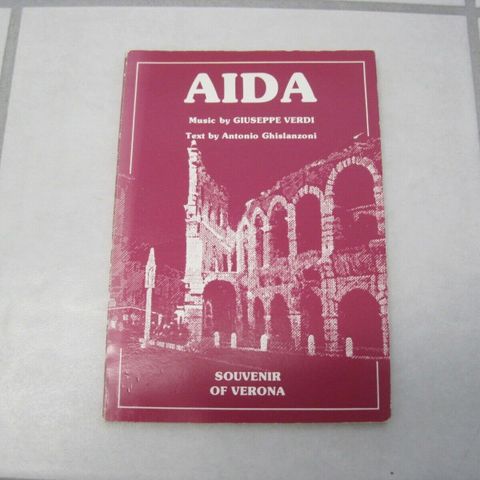 AIDA
Music by GIUSEPPE VERDI
Text by Antonio Ghislanzoni
SOUVENIR
OF VERONA